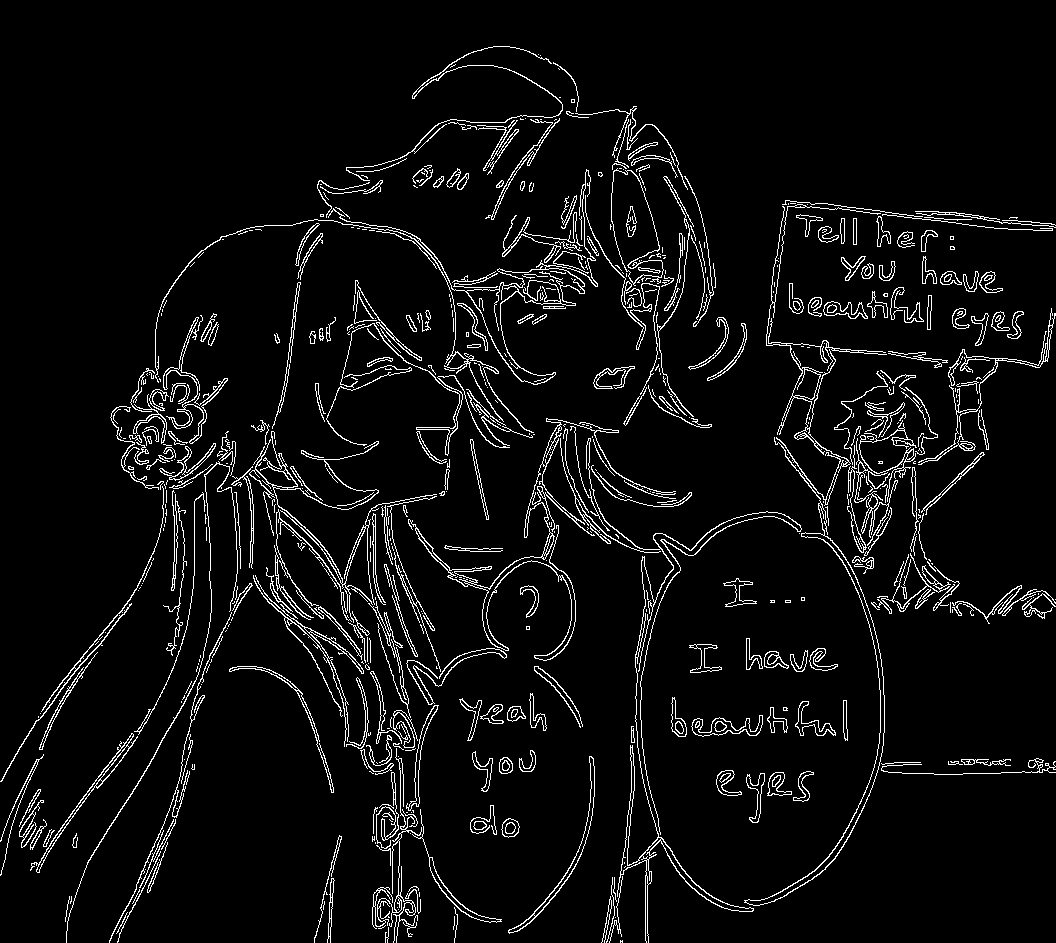 Tell her:
You have
beautiful eyes
I...
I have
beautiful
eyes
?
Yeah
you
do